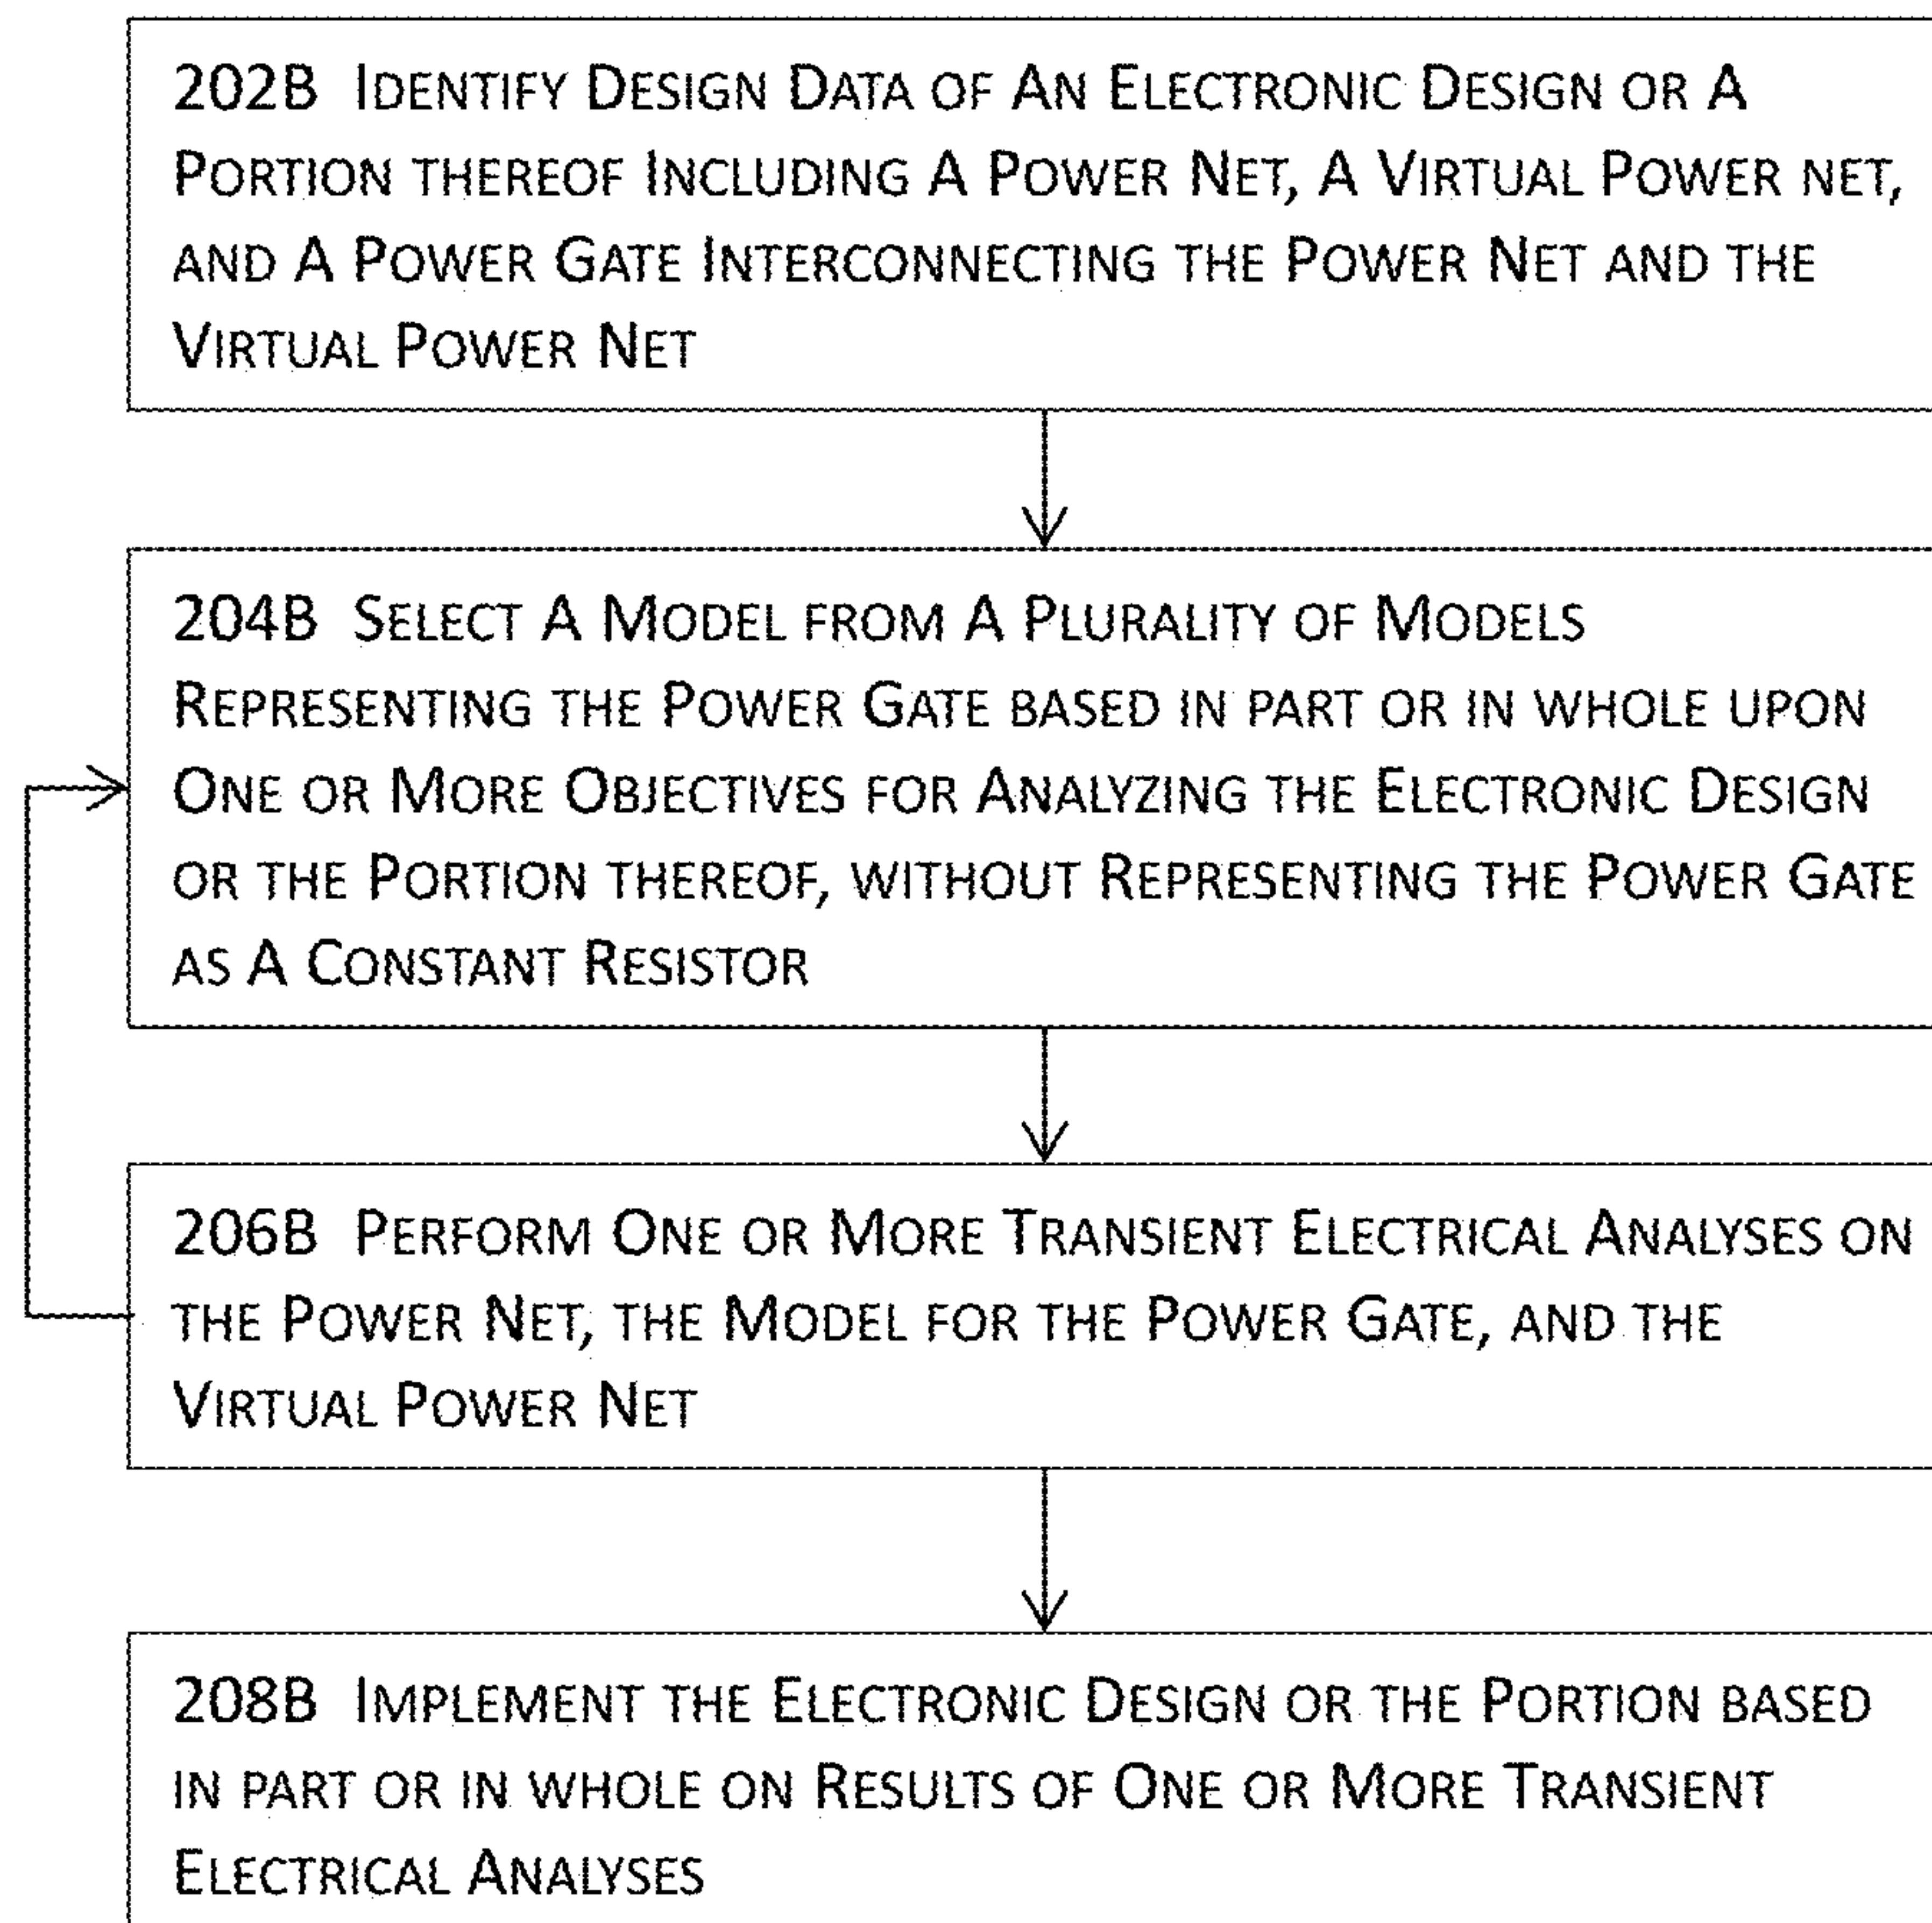 202B Identify Design Data of An Electronic Design or A
Portion thereof Including A Power Net, A Virtual Power net,
and A Power Gate Interconnecting the Power Net and the
Virtual Power Net
204B Select A Model from A Plurality of Models
Representing the Power Gate based in part or in whole upon
One or More Objectives for Analyzing the Electronic Design
or the Portion thereof, without Representing the Power Gate
as A Constant Resistor
206B Perform One or More Transient Electrical Analyses on
the Power Net, the Model for the Power Gate, and the
Virtual Power Net
208B Implement the Electronic Design or the Portion based
in part or in whole on Results of One or More Transient
Electrical Analyses